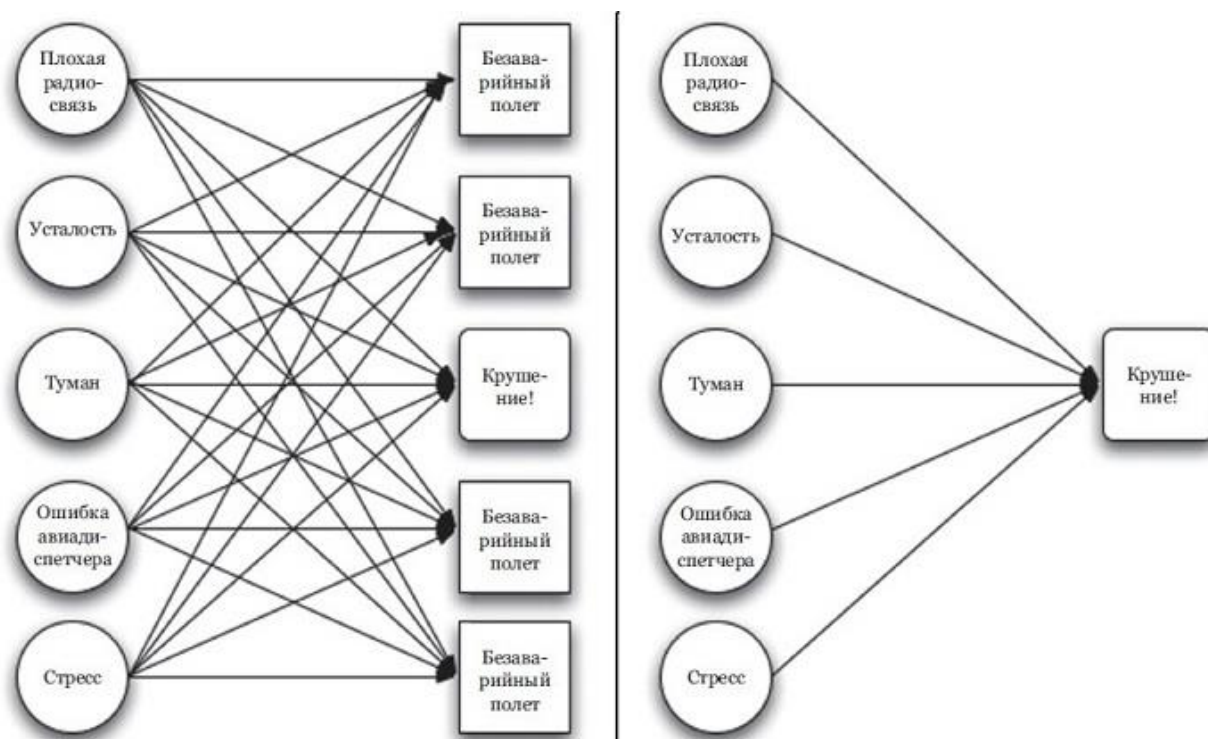 Плохая
радио-
связь
Усталость
Туман
Ошибка
авиади-
спетчера
Стресс
Безава-
рийный
полет
Безава-
рийный
полет
Круше-
ние!
Безава-
рийный
полет
Безава-
рийный
полет
Плохая
радио-
связь
Усталость
Туман
Ошибка
авиади-
спетчера
Стресс
Круше-
ние!